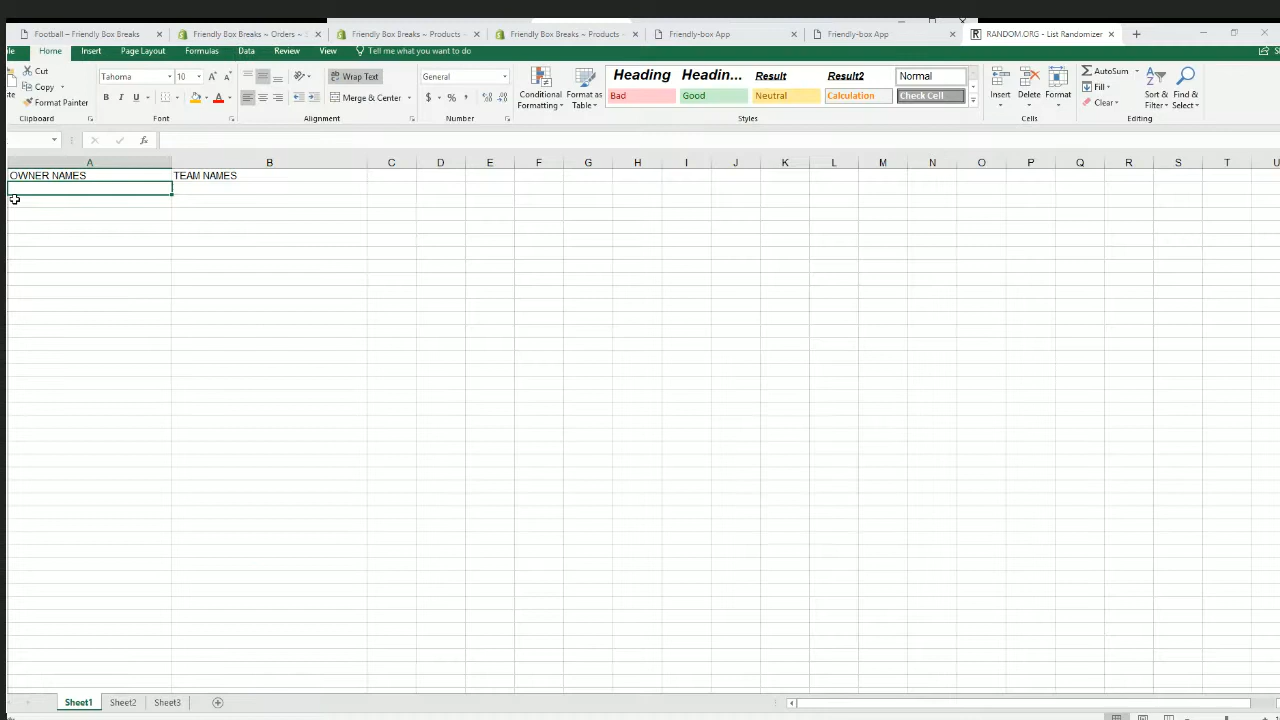 Football – Friendly Box Breaks
Friendly Box Breaks ~ Orders ~
Friendly Box Breaks ~ Products
Friendly Box Breaks ~ Products ~
Friendly-box App
Friendly-box App
RANDOM.ORG - List Randomizer
Home Insert Page Layout Formulas Data Review View Tell me what you want to do
Cut
Copy
Format Painter
Clipboard
Tahoma 10
B I U
Font
Wrap Text
Merge & Center
Alignment
General
$ % ,
Number
Conditional Formatting
Format as Table
Heading Headin... Result Result2 Normal
Bad Good Neutral Calculation Check Cell
Styles
Insert Delete Format
Cells
AutoSum
Fill
Clear
Sort & Filter
Find & Select
Editing
fx
A B C D E F G H I J K L M N O P Q R S T U
OWNER NAMES TEAM NAMES
Sheet1 Sheet2 Sheet3